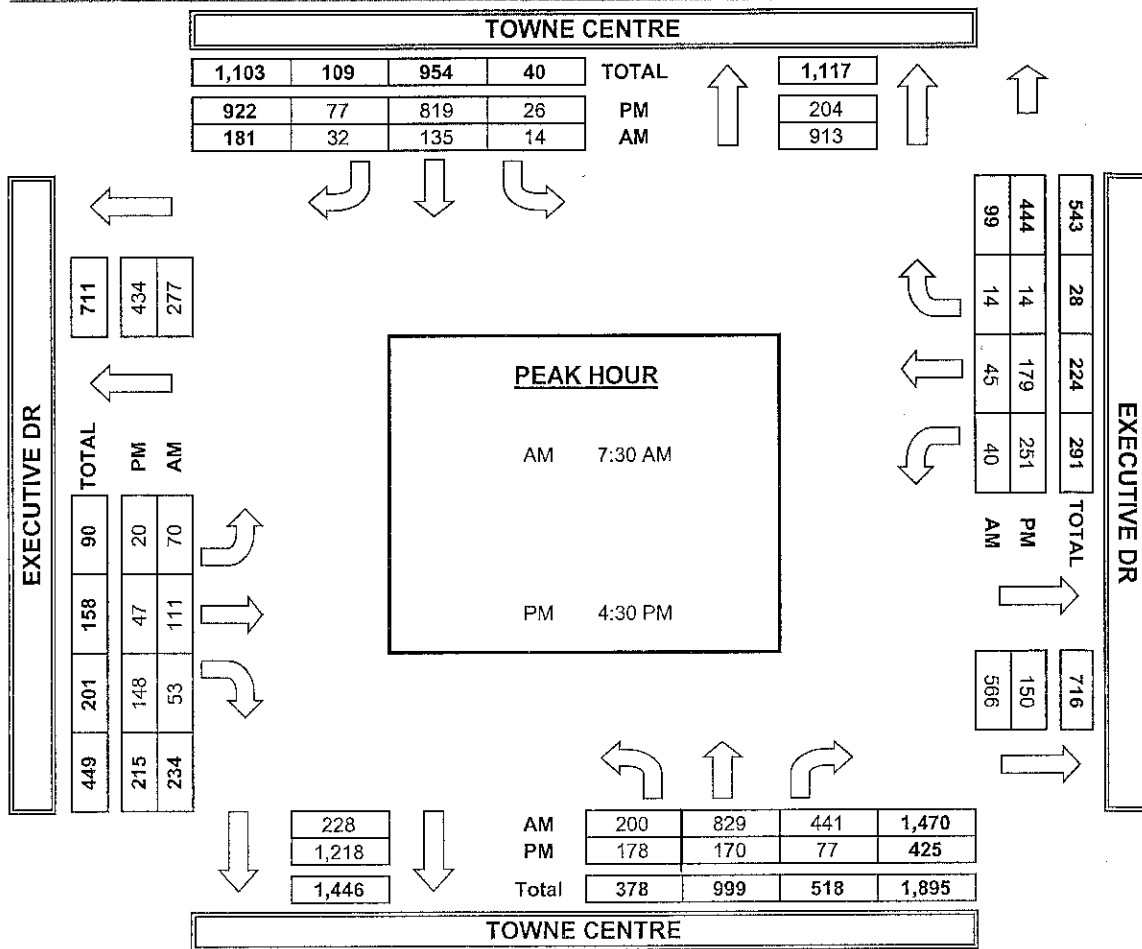 TOWNE CENTRE
1,103 109 954 40 TOTAL 1,117
922 77 819 26 PM 204
181 32 135 14 AM 913
EXECUTIVE DR
711 434 277
TOTAL PM AM
90 20 70
158 47 111
201 148 53
449 215 234
PEAK HOUR
AM 7:30 AM
PM 4:30 PM
543 28 224 291 TOTAL
444 14 179 251 PM
99 14 45 40 AM
716
150
566
EXECUTIVE DR
228
1,218
1,446
AM 200 829 441 1,470
PM 178 170 77 425
Total 378 999 518 1,895
TOWNE CENTRE